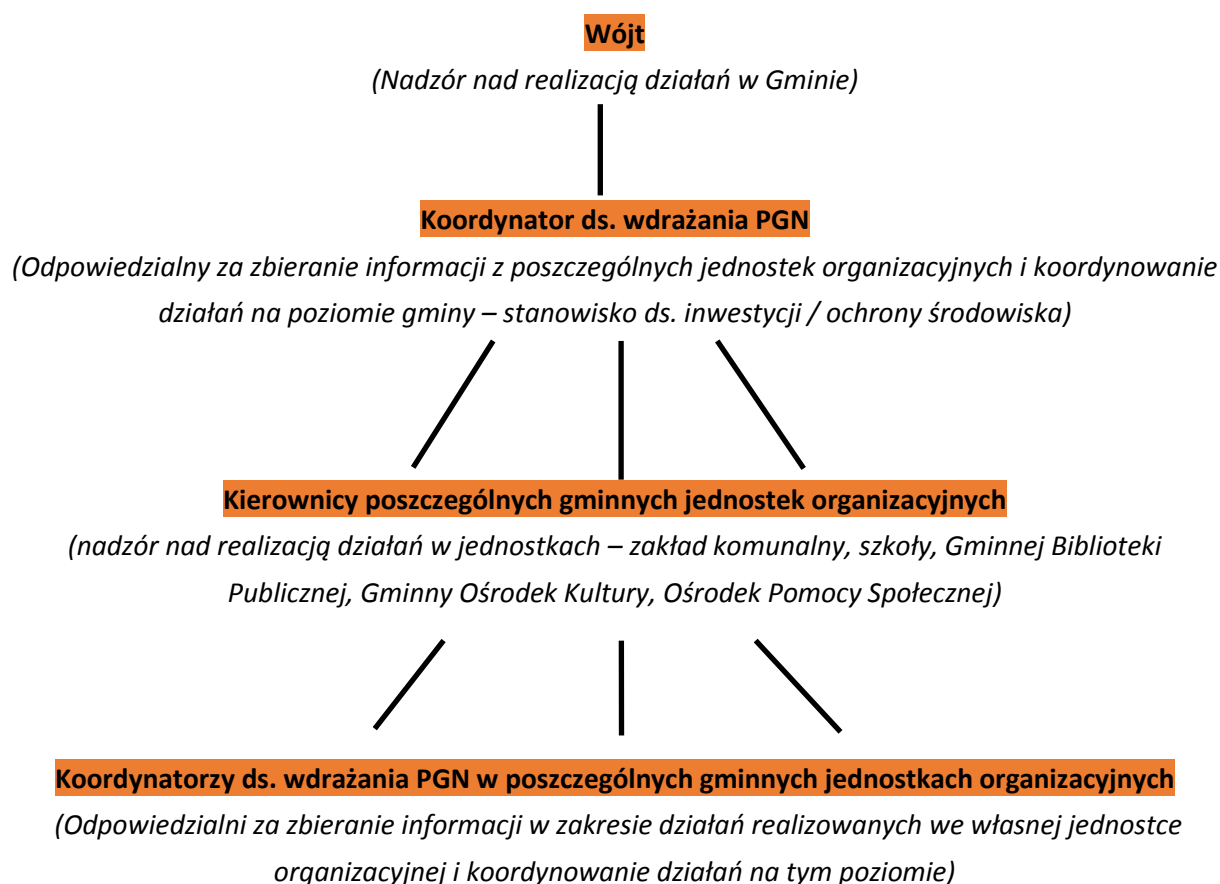 Wójt
(Nadzór nad realizacją działań w Gminie)
Koordynator ds. wdrażania PGN
(Odpowiedzialny za zbieranie informacji z poszczególnych jednostek organizacyjnych i koordynowanie
działań na poziomie gminy – stanowisko ds. inwestycji / ochrony środowiska)
Kierownicy poszczególnych gminnych jednostek organizacyjnych
(nadzór nad realizacją działań w jednostkach – zakład komunalny, szkoły, Gminnej Biblioteki
Publicznej, Gminny Ośrodek Kultury, Ośrodek Pomocy Społecznej)
Koordynatorzy ds. wdrażania PGN w poszczególnych gminnych jednostkach organizacyjnych
(Odpowiedzialni za zbieranie informacji w zakresie działań realizowanych we własnej jednostce
organizacyjnej i koordynowanie działań na tym poziomie)